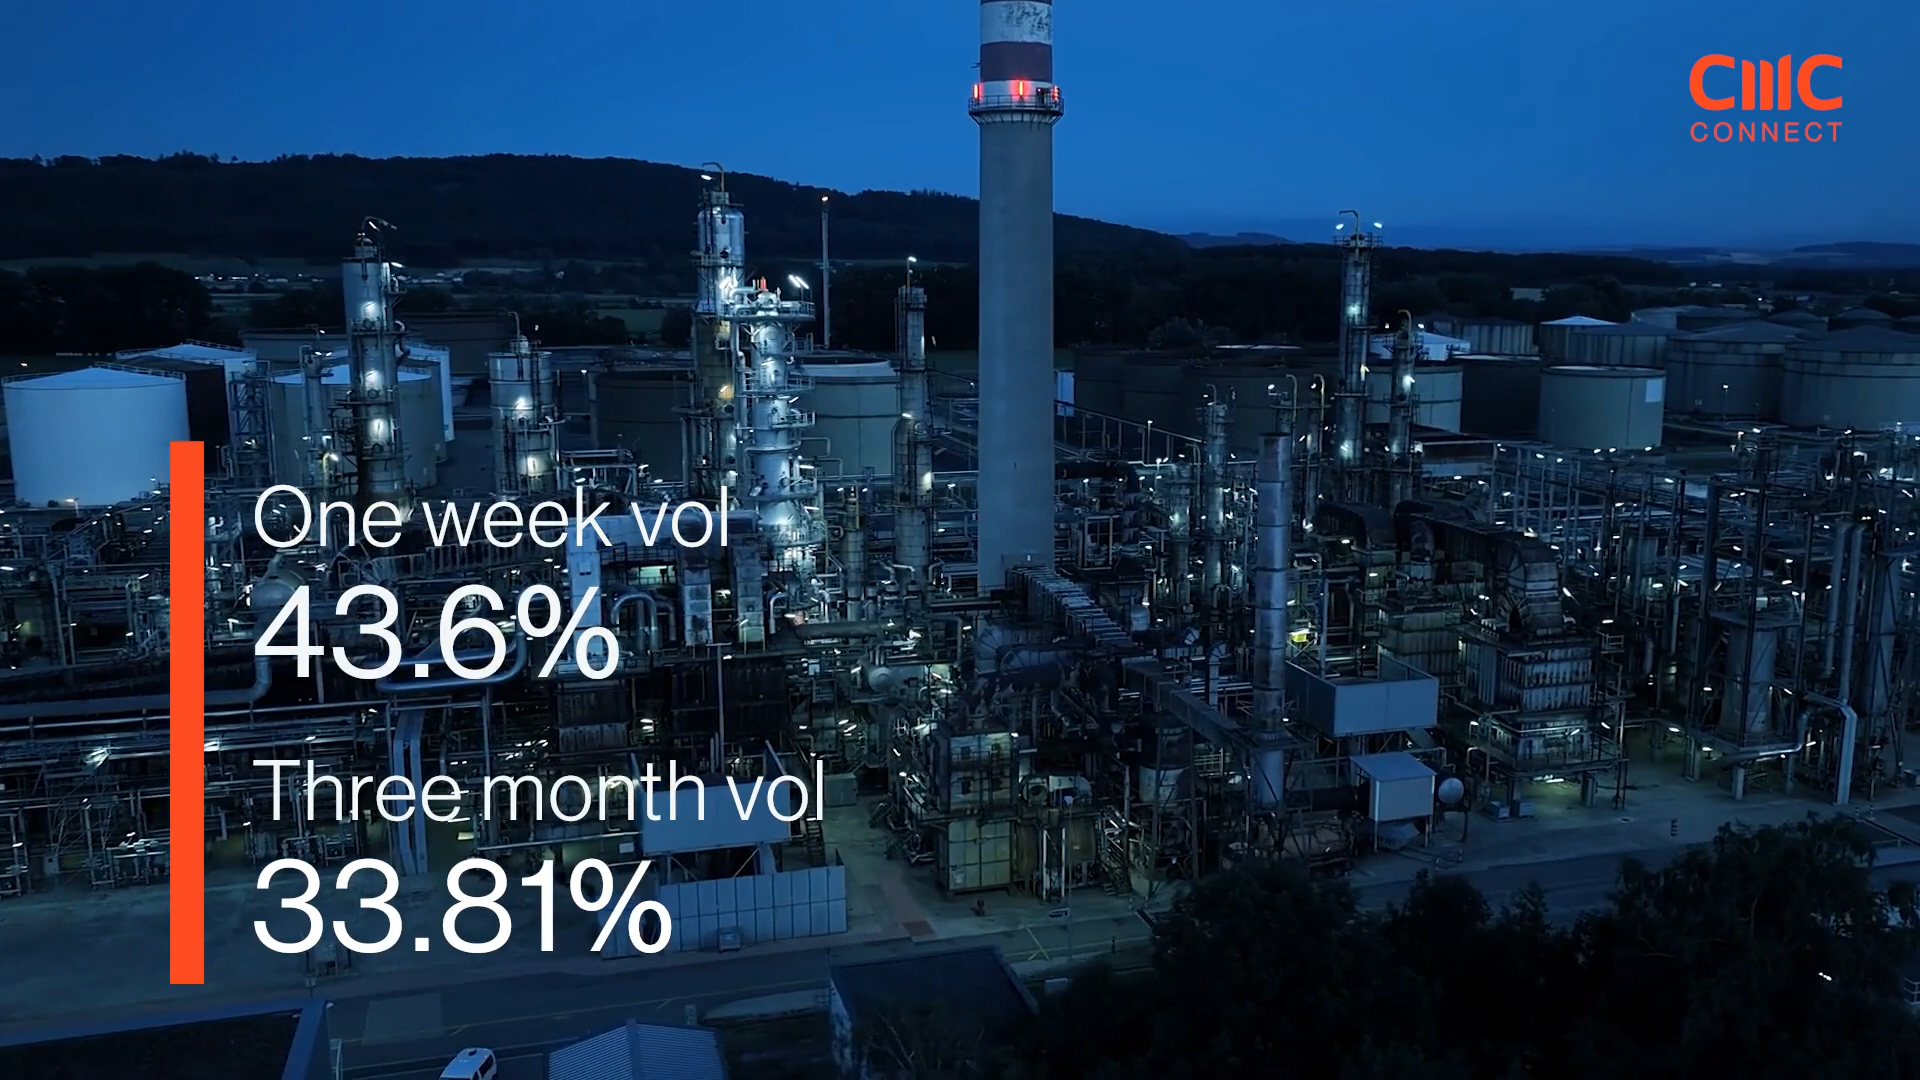 CMC
CONNECT
One week vol
43.6%
Three month vol
33.81%